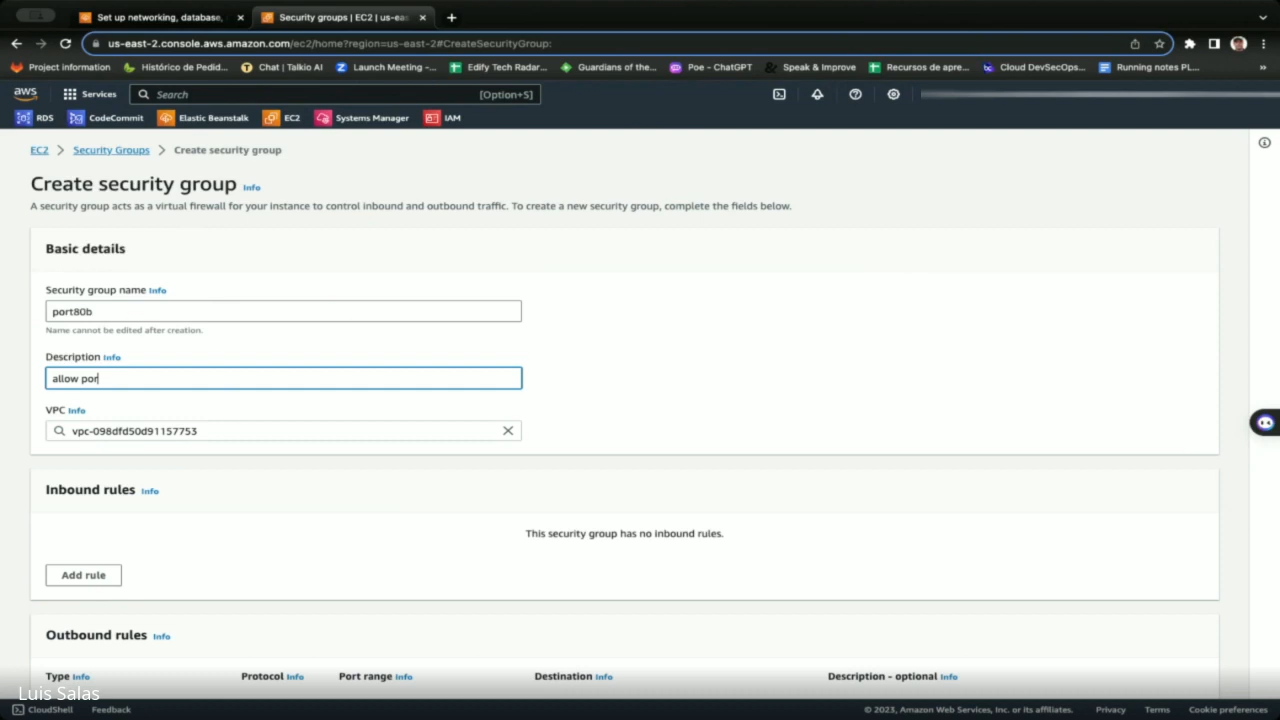 Set up networking, database,
Security groups | EC2 | us-eas
us-east-2.console.aws.amazon.com/ec2/home?region=us-east-2#CreateSecurityGroup:
Project information
Histórico de Pedid...
Chat | Talkio AI
Launch Meeting -...
Edify Tech Radar...
Guardians of the...
Poe - ChatGPT
Speak & Improve
Recursos de apre...
Cloud DevSecOps...
Running notes PL...
»
aws
Services
Search
[Option+S]
RDS
CodeCommit
Elastic Beanstalk
EC2
Systems Manager
IAM
EC2 > Security Groups > Create security group
Create security group Info
A security group acts as a virtual firewall for your instance to control inbound and outbound traffic. To create a new security group, complete the fields below.
Basic details
Security group name Info
port80b
Name cannot be edited after creation.
Description Info
allow por
VPC Info
vpc-098dfd50d91157753
Inbound rules Info
This security group has no inbound rules.
Add rule
Outbound rules Info
Type Info
Protocol Info
Port range Info
Destination Info
Description - optional Info
Luis Salas
CloudShell
Feedback
© 2023, Amazon Web Services, Inc. or its affiliates.
Privacy
Terms
Cookie preferences